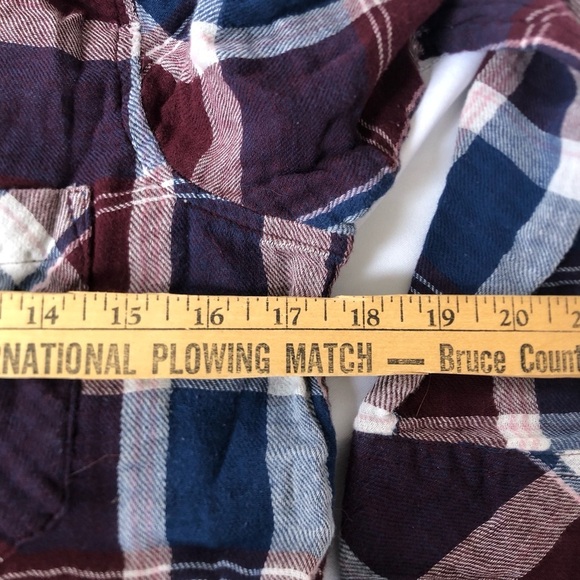 14 15 16 17 18 19 20
NATIONAL PLOWING MATCH — Bruce Count